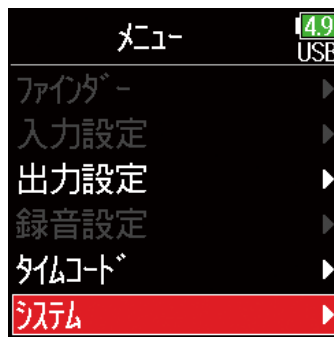 メニュー
4.9
USB
ファインダー
入力設定
出力設定
録音設定
タイムコード
システム